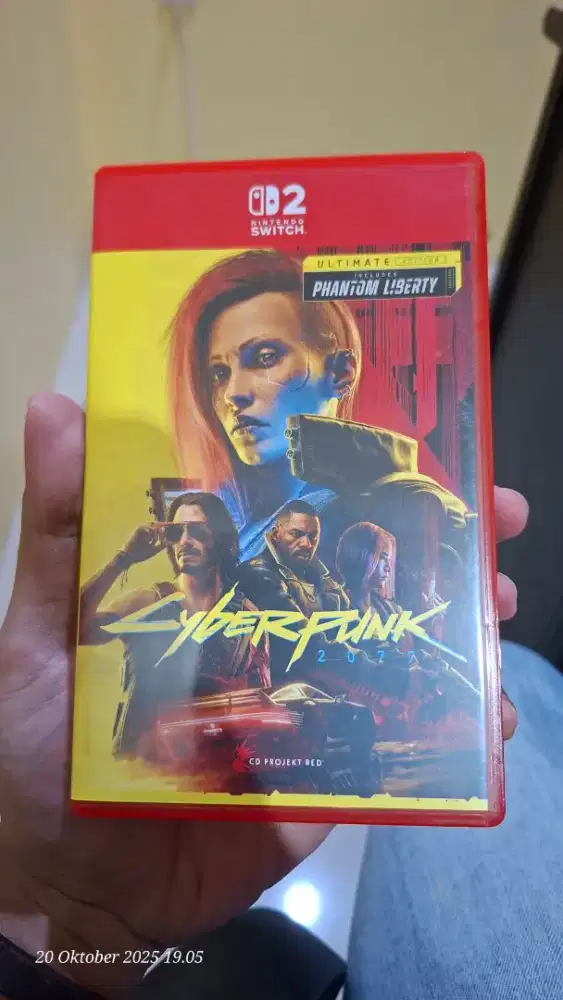 2
NINTENDO
SWITCH
ULTIMATE EDITION
INCLUDES
PHANTOM LIBERTY
CYBERPUNK
2077
CD PROJEKT RED
20 Oktober 2025 19.05